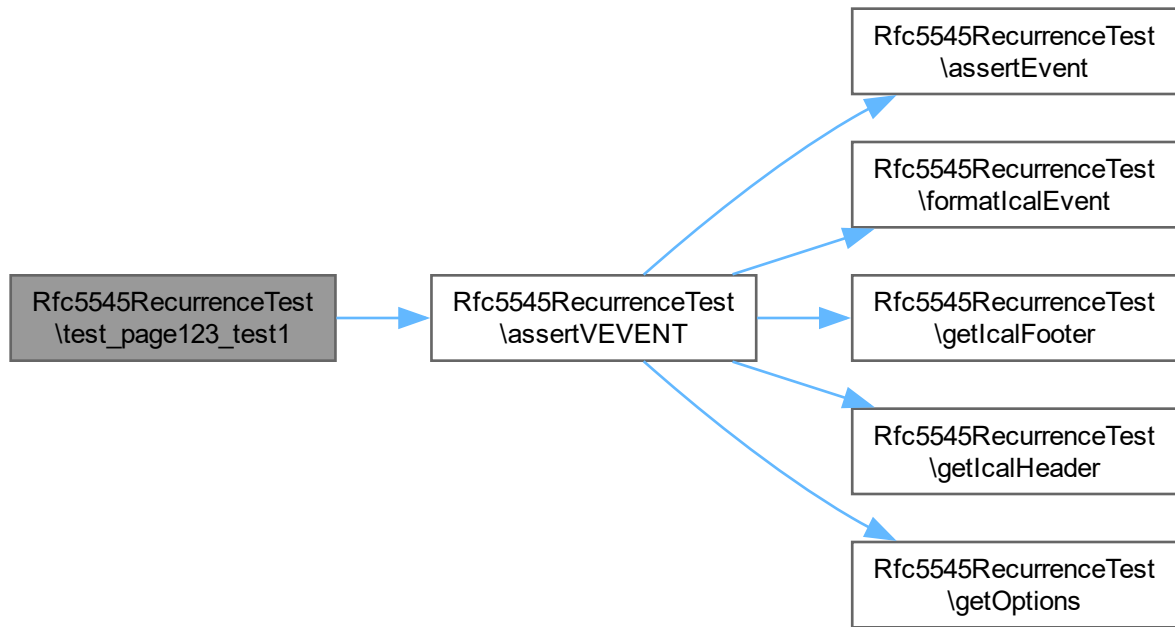 Rfc5545RecurrenceTest
\assertEvent
Rfc5545RecurrenceTest
\formatIcalEvent
Rfc5545RecurrenceTest
\test_page123_test1
Rfc5545RecurrenceTest
\assertVEVENT
Rfc5545RecurrenceTest
\getIcalFooter
Rfc5545RecurrenceTest
\getIcalHeader
Rfc5545RecurrenceTest
\getOptions